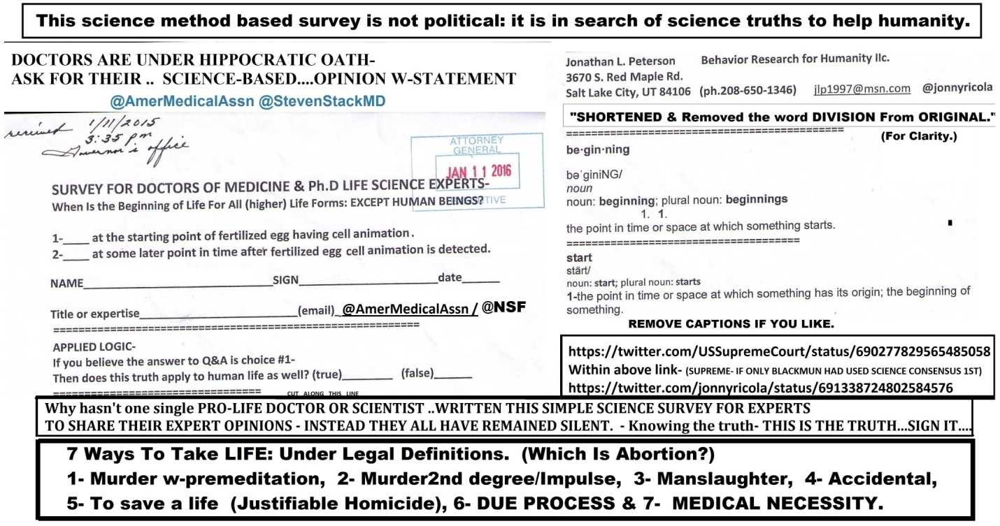 This science method based survey is not political: it is in search of science truths to help humanity.
DOCTORS ARE UNDER HIPPOCRATIC OATH-
ASK FOR THEIR .. SCIENCE-BASED....OPINION W-STATEMENT
@AmerMedicalAssn @StevenStackMD
received 1/11/2015
3:35 p.m
Governor's office
ATTORNEY
GENERAL
JAN 11 2016
SURVEY FOR DOCTORS OF MEDICINE & Ph.D LIFE SCIENCE EXPERTS-
When Is the Beginning of Life For All (higher) Life Forms: EXCEPT HUMAN BEINGS?
1-____ at the starting point of fertilized egg having cell animation.
2-____ at some later point in time after fertilized egg cell animation is detected.
NAME__________________________SIGN______________________date______
Title or expertise______________________(email)_@AmerMedicalAssn / @NSF
==========================================================
APPLIED LOGIC-
If you believe the answer to Q&A is choice #1-
Then does this truth apply to human life as well? (true)________ (false)______
=================================
CUT ALONG THIS LINE
Jonathan L. Peterson Behavior Research for Humanity llc.
3670 S. Red Maple Rd.
Salt Lake City, UT 84106 (ph.208-650-1346) jlp1997@msn.com @jonnyricola
"SHORTENED & Removed the word DIVISION From ORIGINAL."
============================================
(For Clarity.)
be·gin·ning
bəˈginiNG/
noun
noun: beginning; plural noun: beginnings
1. 1.
the point in time or space at which something starts.
=====================================
start
stärt/
noun: start; plural noun: starts
1-the point in time or space at which something has its origin; the beginning of
something.
REMOVE CAPTIONS IF YOU LIKE.
https://twitter.com/USSupremeCourt/status/690277829565485058
Within above link- (SUPREME- IF ONLY BLACKMUN HAD USED SCIENCE CONSENSUS 1ST)
https://twitter.com/jonnyricola/status/691338724802584576
Why hasn't one single PRO-LIFE DOCTOR OR SCIENTIST ..WRITTEN THIS SIMPLE SCIENCE SURVEY FOR EXPERTS
TO SHARE THEIR EXPERT OPINIONS - INSTEAD THEY ALL HAVE REMAINED SILENT. - Knowing the truth- THIS IS THE TRUTH...SIGN IT....
7 Ways To Take LIFE: Under Legal Definitions. (Which Is Abortion?)
1- Murder w-premeditation, 2- Murder2nd degree/Impulse, 3- Manslaughter, 4- Accidental,
5- To save a life (Justifiable Homicide), 6- DUE PROCESS & 7- MEDICAL NECESSITY.